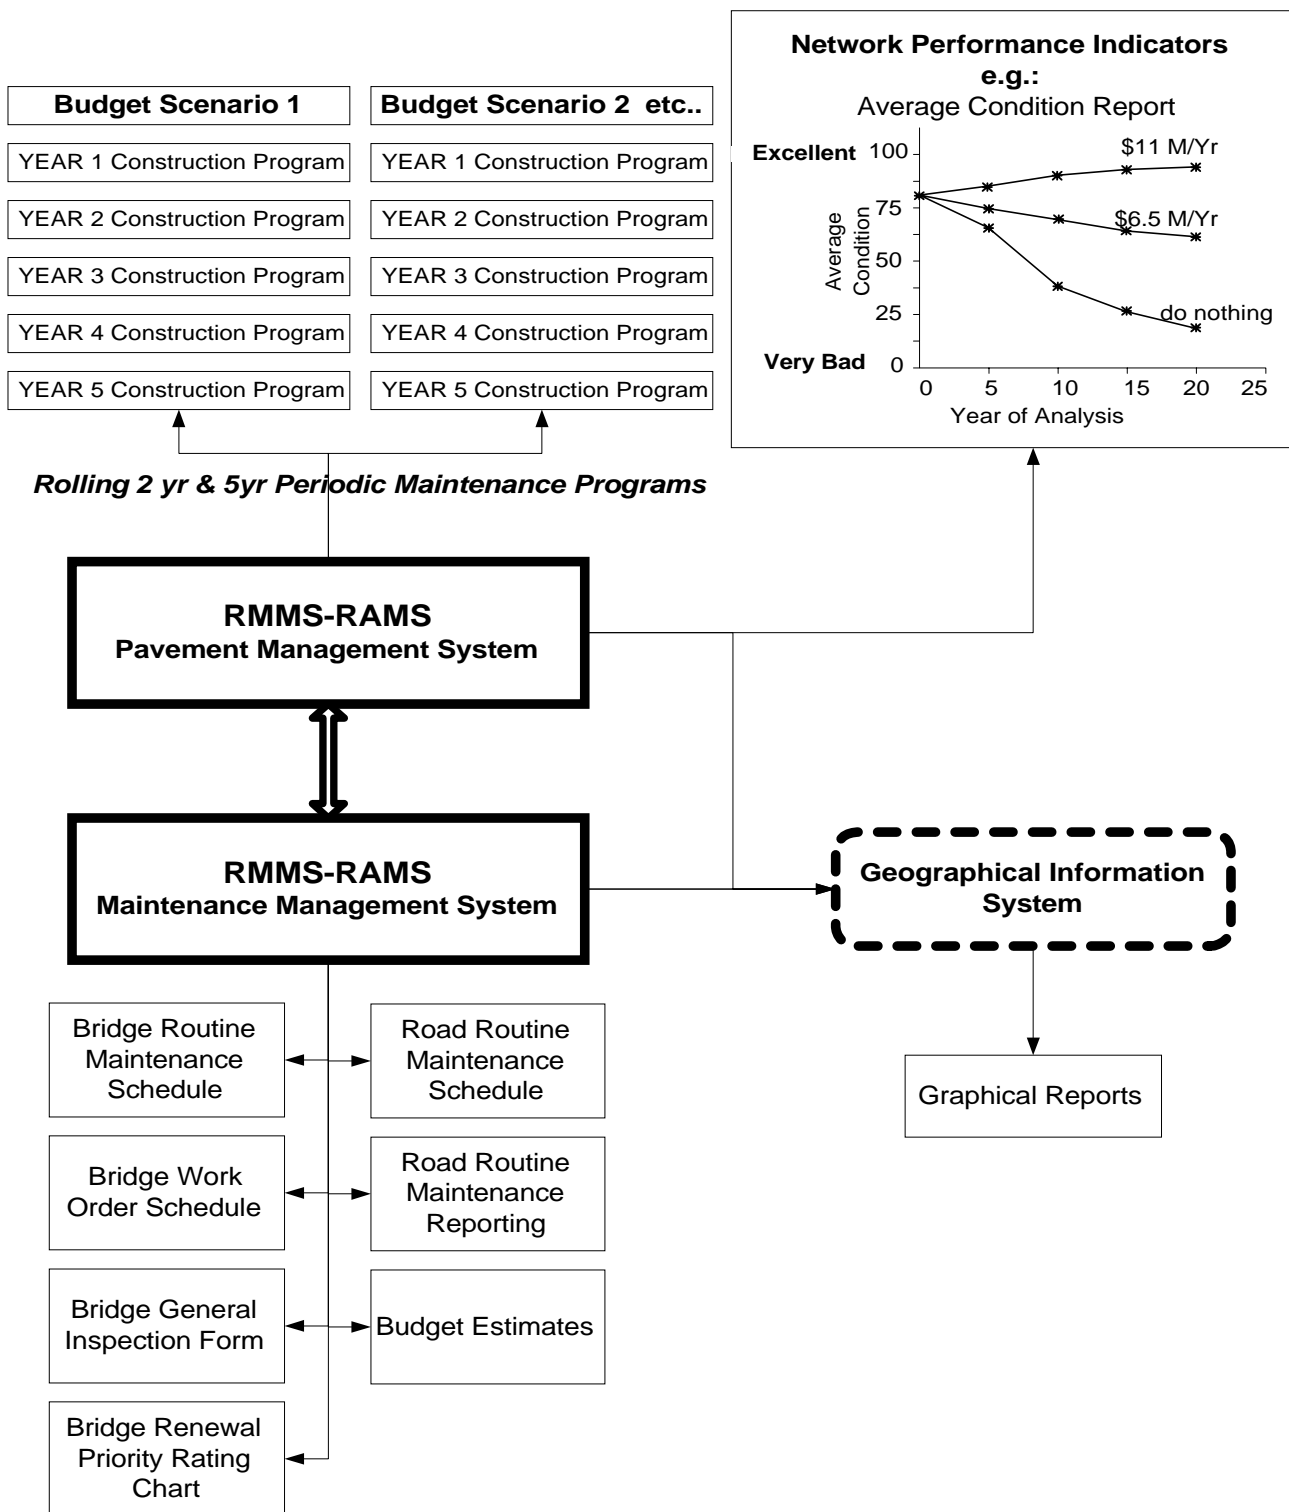 Budget Scenario 1
YEAR 1 Construction Program
YEAR 2 Construction Program
YEAR 3 Construction Program
YEAR 4 Construction Program
YEAR 5 Construction Program
Budget Scenario 2 etc..
YEAR 1 Construction Program
YEAR 2 Construction Program
YEAR 3 Construction Program
YEAR 4 Construction Program
YEAR 5 Construction Program
Network Performance Indicators
e.g.:
Average Condition Report
Excellent
Very Bad
Average
Condition
100
75
50
25
0
$11 M/Yr
$6.5 M/Yr
do nothing
0 5 10 15 20 25
Year of Analysis
Rolling 2 yr & 5yr Periodic Maintenance Programs
RMMS-RAMS
Pavement Management System
RMMS-RAMS
Maintenance Management System
Geographical Information
System
Graphical Reports
Bridge Routine
Maintenance
Schedule
Road Routine
Maintenance
Schedule
Bridge Work
Order Schedule
Road Routine
Maintenance
Reporting
Bridge General
Inspection Form
Budget Estimates
Bridge Renewal
Priority Rating
Chart